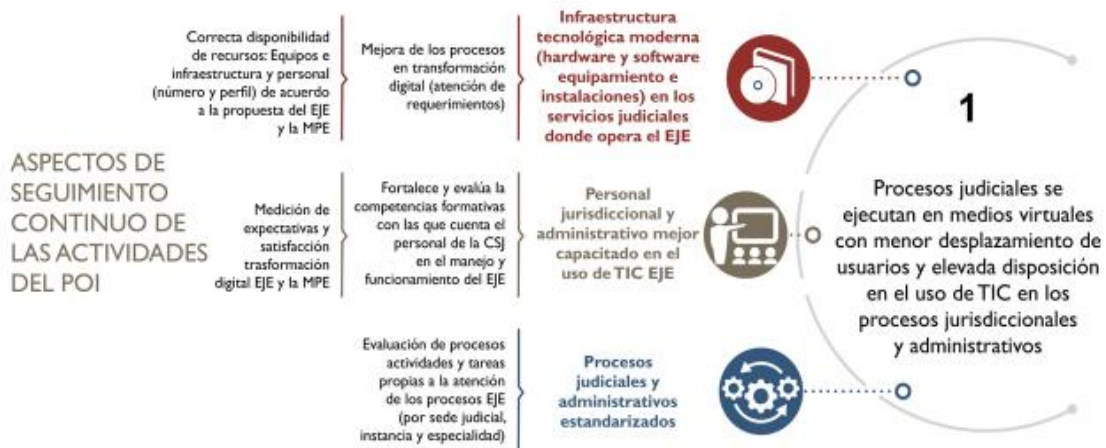 ASPECTOS DE
SEGUIMIENTO
CONTINUO DE
LAS ACTIVIDADES
DEL POI
Correcta disponibilidad
de recursos: Equipos e
infraestructura y personal
(número y perfil) de acuerdo
a la propuesta del EJE
y la MPE
Mejora de los procesos
en transformación
digital (atención de
requerimientos)
Infraestructura
tecnológica moderna
(hardware y software
equipamiento e
instalaciones) en los
servicios judiciales
donde opera el EJE
Medición de
expectativas y
satisfacción
trasformación
digital EJE y la MPE
Fortalece y evalúa la
competencias formativas
con las que cuenta el
personal de la CSJ
en el manejo y
funcionamiento del EJE
Personal
jurisdiccional y
administrativo mejor
capacitado en el
uso de TIC EJE
Evaluación de procesos
actividades y tareas
propias a la atención
de los procesos EJE
(por sede judicial,
instancia y especialidad)
Procesos
judiciales y
administrativos
estandarizados
1
Procesos judiciales se
ejecutan en medios virtuales
con menor desplazamiento de
usuarios y elevada disposición
en el uso de TIC en los
procesos jurisdiccionales
y administrativos